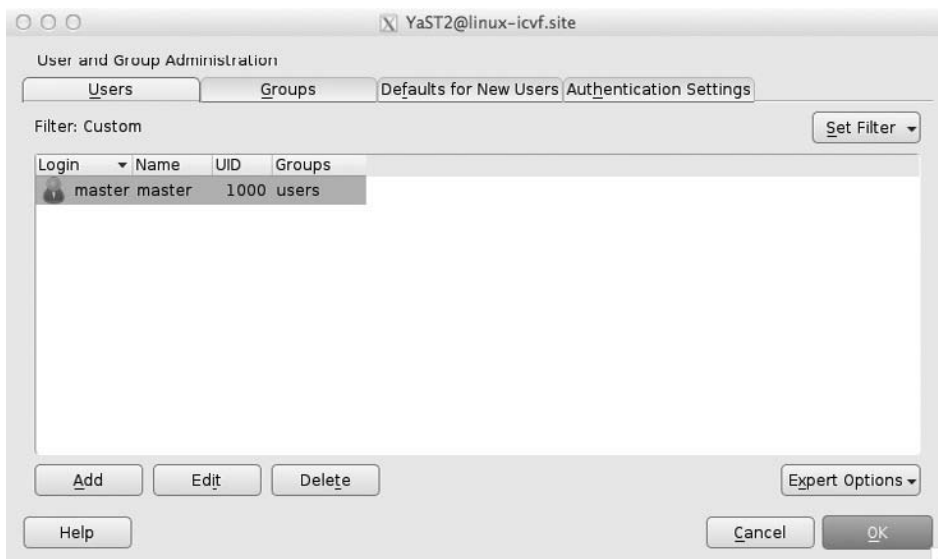 YaST2@linux-icvf.site
User and Group Administration
Users Groups Defaults for New Users Authentication Settings
Filter: Custom Set Filter
Login Name UID Groups
master master 1000 users
Add Edit Delete Expert Options
Help Cancel OK